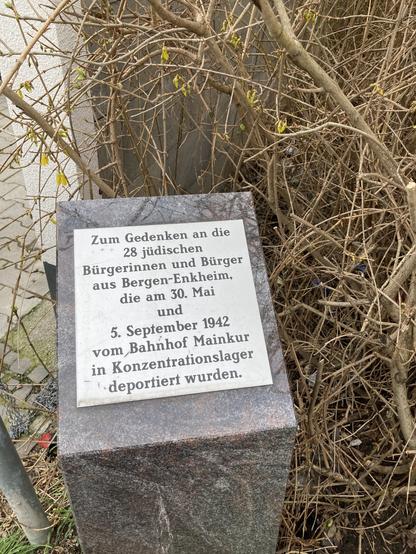 Zum Gedenken an die
28 jüdischen
Bürgerinnen und Bürger
aus Bergen-Enkheim,
die am 30. Mai
und
5. September 1942
vom Bahnhof Mainkur
in Konzentrationslager
deportiert wurden.